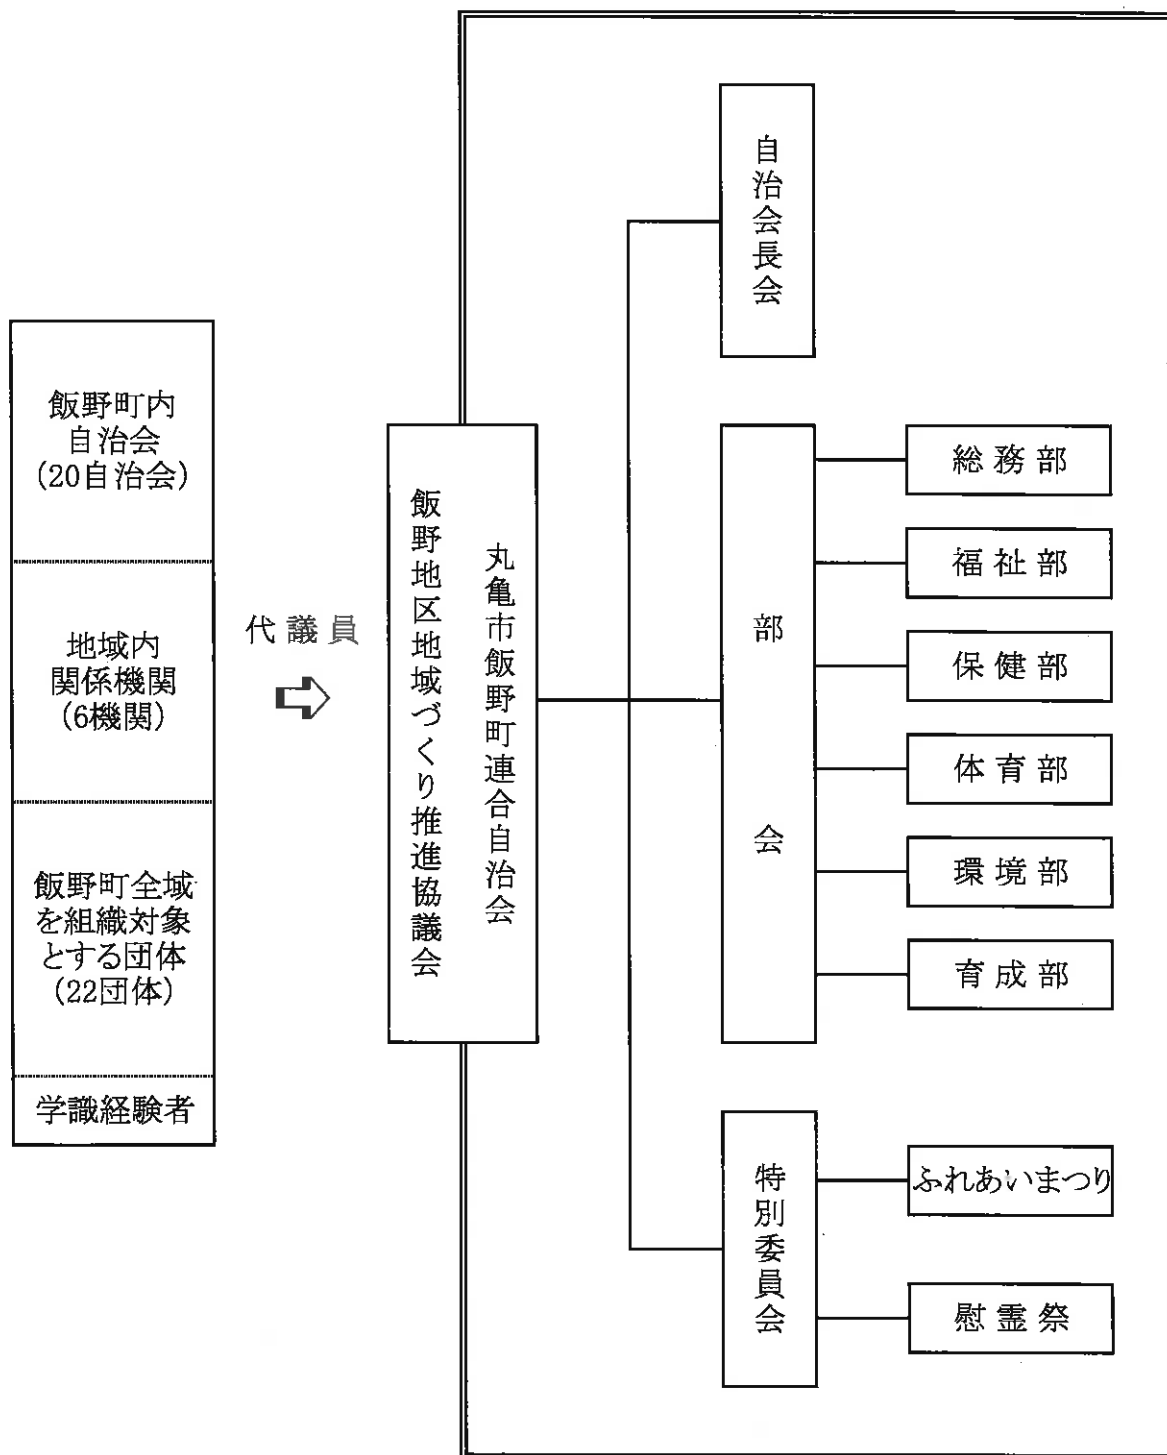 飯野町内
自治会
(20自治会)
地域内
関係機関
(6機関)
飯野町全域
を組織対象
とする団体
(22団体)
学識経験者
代議員
丸亀市飯野町連合自治会
飯野地区地域づくり推進協議会
自治会長会
部会
総務部
福祉部
保健部
体育部
環境部
育成部
特別委員会
ふれあいまつり
慰霊祭